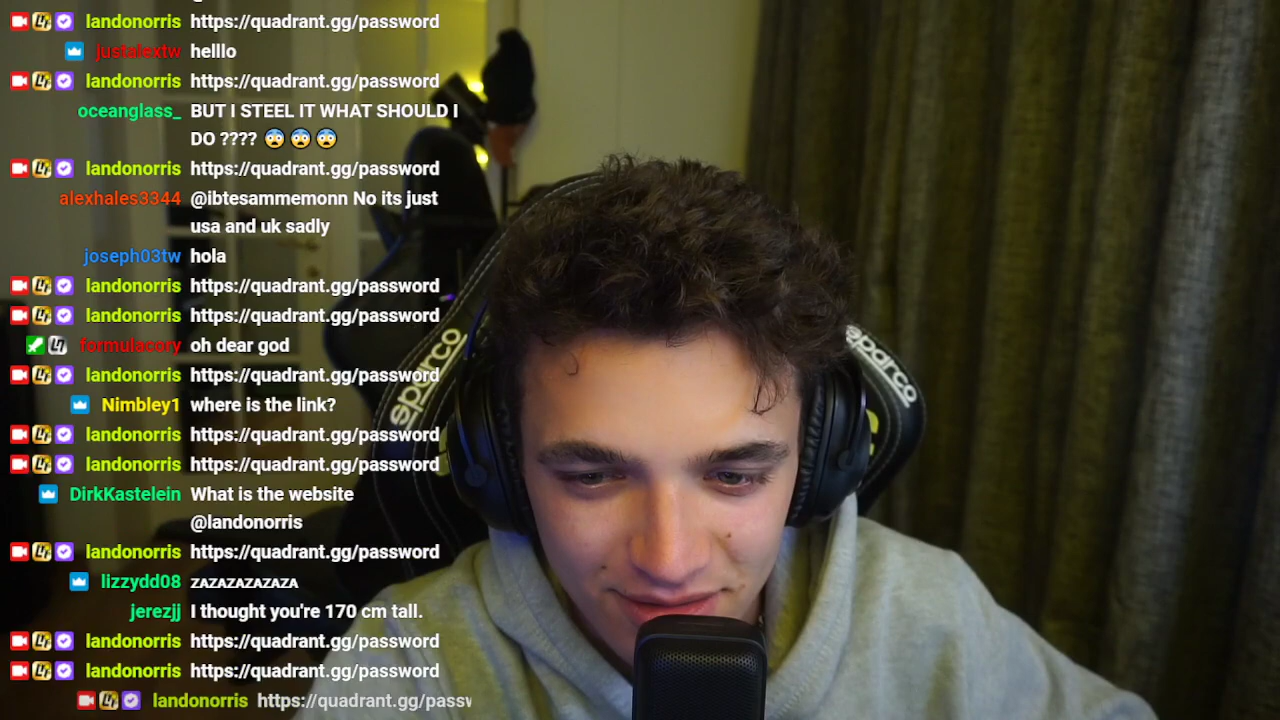 landonorris https://quadrant.gg/password
justalextw helllo
landonorris https://quadrant.gg/password
oceanglass_ BUT I STEEL IT WHAT SHOULD I
DO ???? 😨 😨 😨
landonorris https://quadrant.gg/password
alexhales3344 @ibtesammemonn No its just
usa and uk sadly
joseph03tw hola
landonorris https://quadrant.gg/password
landonorris https://quadrant.gg/password
formulacory oh dear god
landonorris https://quadrant.gg/password
Nimbley1 where is the link?
landonorris https://quadrant.gg/password
landonorris https://quadrant.gg/password
DirkKastelein What is the website
@landonorris
landonorris https://quadrant.gg/password
lizzydd08 ᴢᴀᴢᴀᴢᴀᴢᴀᴢᴀ
jerezjj I thought you're 170 cm tall.
landonorris https://quadrant.gg/password
landonorris https://quadrant.gg/password
landonorris https://quadrant.gg/passw
sparco
sparco